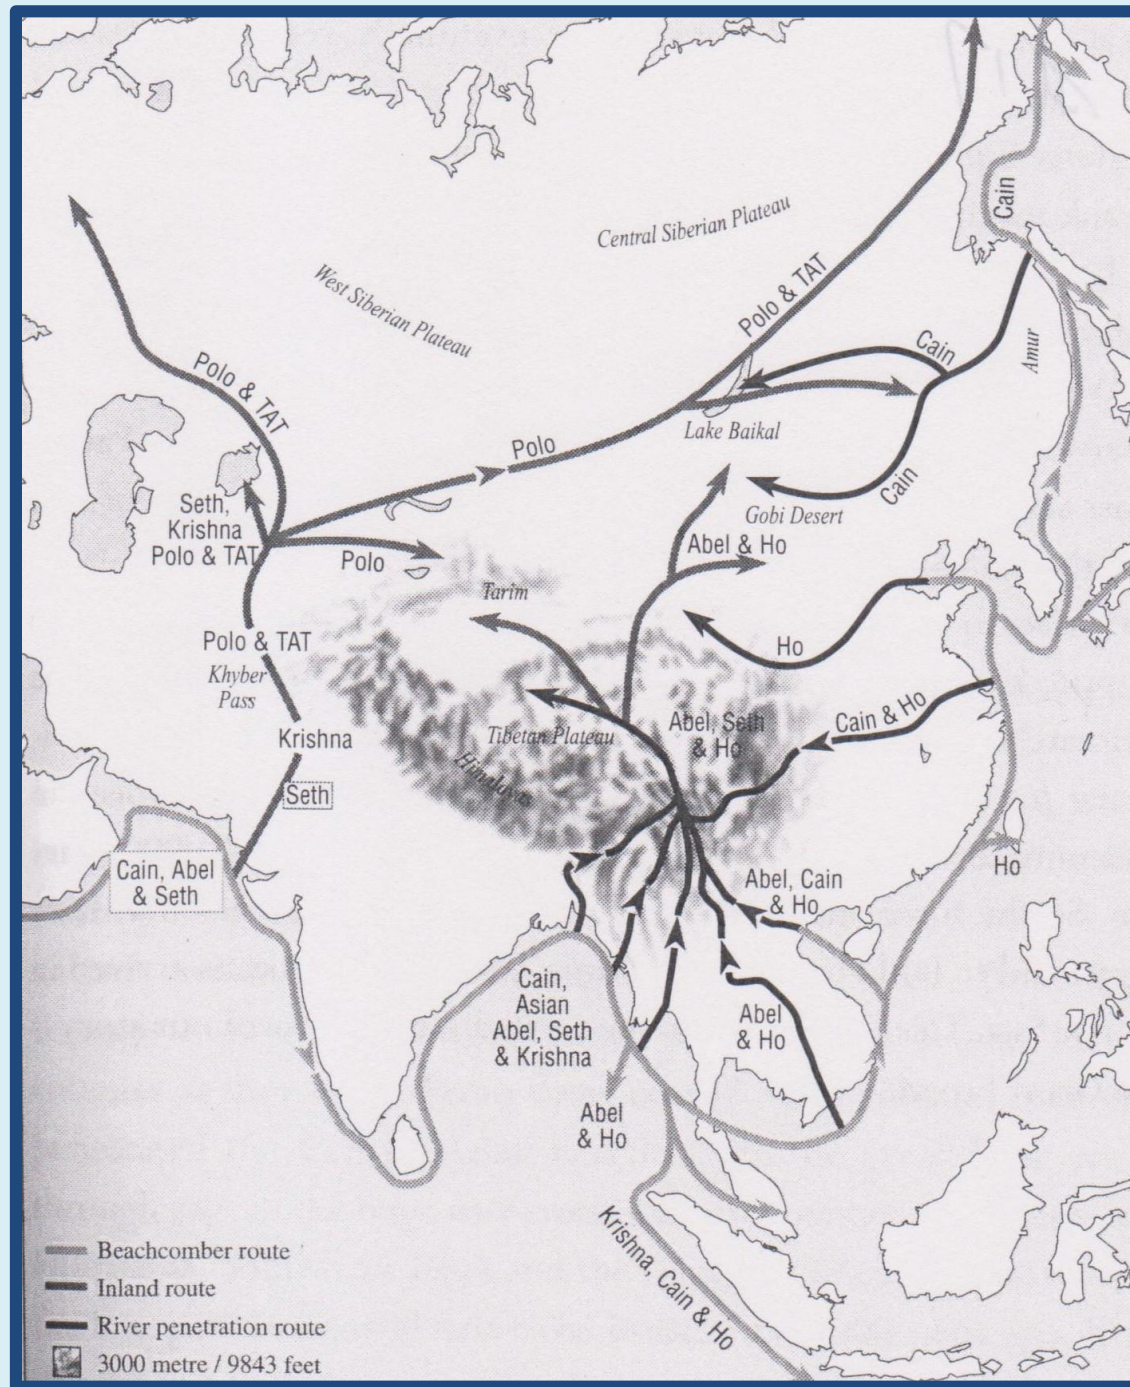 Cain
Central Siberian Plateau
West Siberian Plateau
Polo & TAT
Polo & TAT
Cain
Amur
Lake Baikal
Polo
Cain
Gobi Desert
Seth,
Krishna
Polo & TAT
Polo
Abel & Ho
Tarim
Polo & TAT
Khyber
Pass
Ho
Krishna
Tibetan Plateau
Abel, Seth
& Ho
Cain & Ho
Himalayas
Seth
Cain, Abel
& Seth
Abel, Cain
& Ho
Ho
Cain,
Asian
Abel, Seth
& Krishna
Abel
& Ho
Abel
& Ho
Krishna, Cain & Ho
Beachcomber route
Inland route
River penetration route
3000 metre / 9843 feet